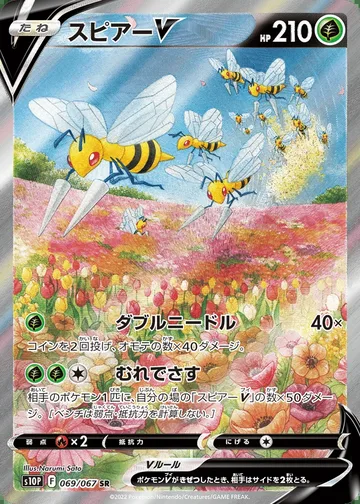 たね
スピアーV
HP210
ダブルニードル 40×
コインを2回投げ、オモテの数×40ダメージ。
むれでさす
相手のポケモン1匹に、自分の場の「スピアーV」の数×50ダメージ。
[ベンチは弱点・抵抗力を計算しない。]
弱点 ×2 抵抗力 にげる
Illus. Narumi Sato
s10P F 069/067 SR
Vルール
ポケモンVがきぜつしたとき、相手はサイドを2枚とる。
©2022 Pokémon/Nintendo/Creatures/GAME FREAK.